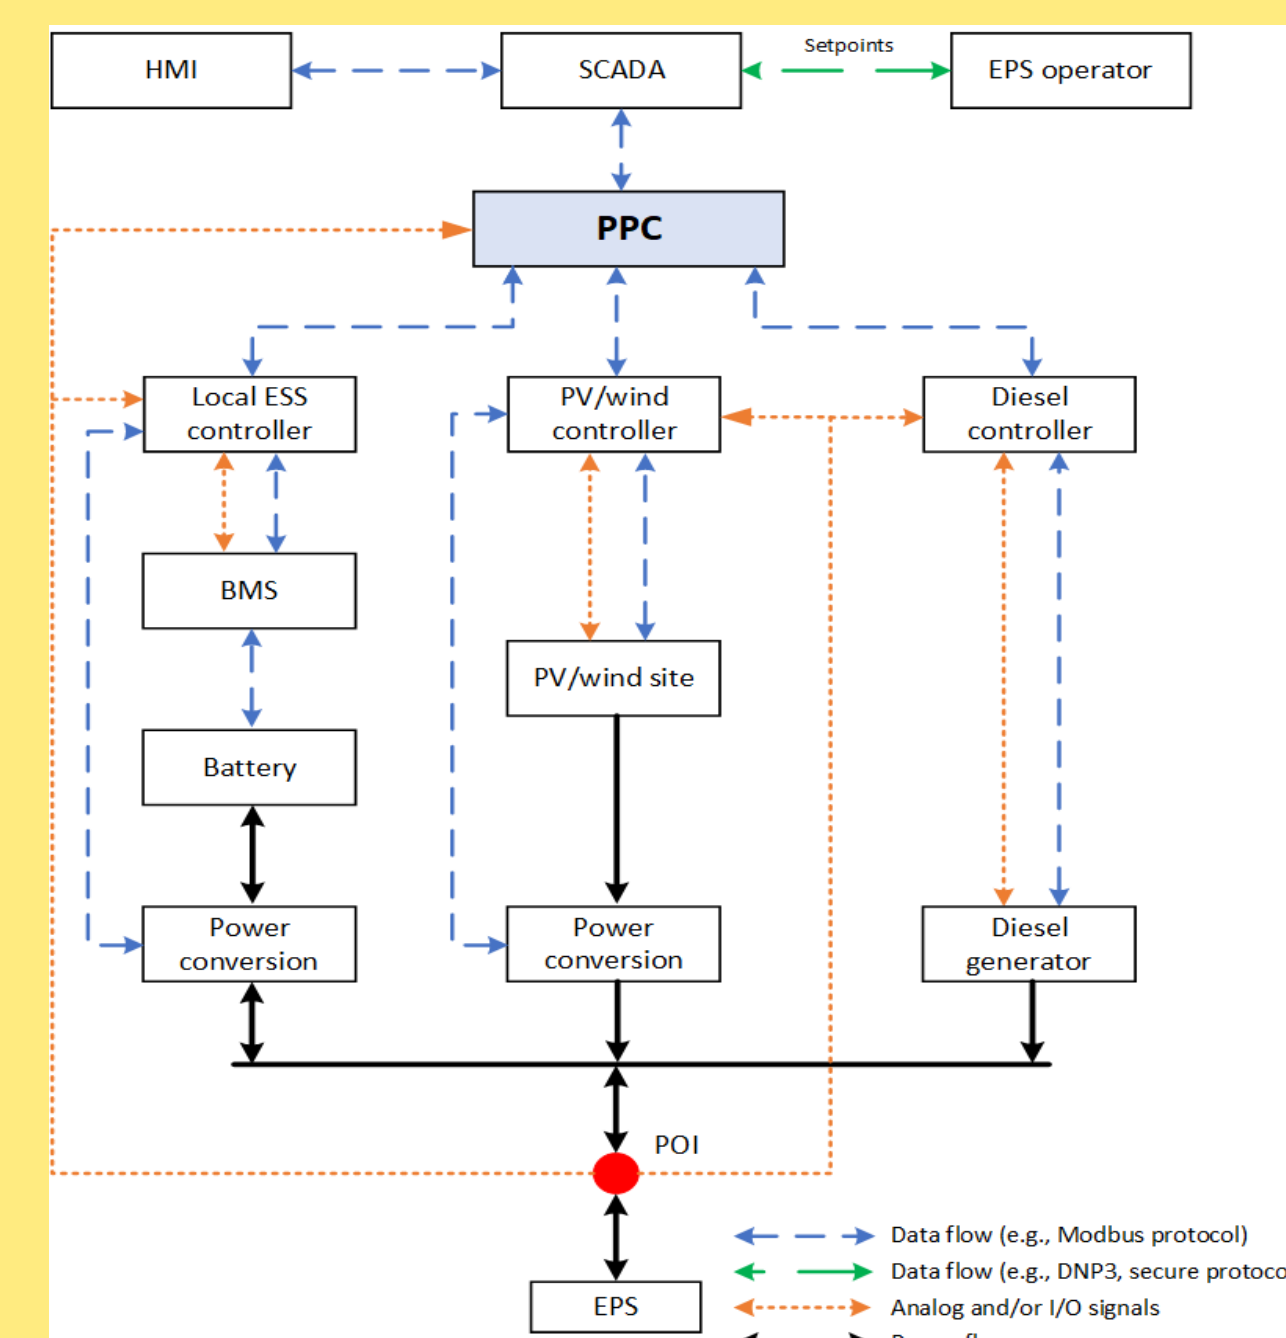 Setpoints
HMI
SCADA
EPS operator
PPC
Local ESS
controller
PV/wind
controller
Diesel
controller
BMS
PV/wind site
Battery
Power
conversion
Power
conversion
Diesel
generator
POI
Data flow (e.g., Modbus protocol)
Data flow (e.g., DNP3, secure protoco
EPS
Analog and/or I/O signals